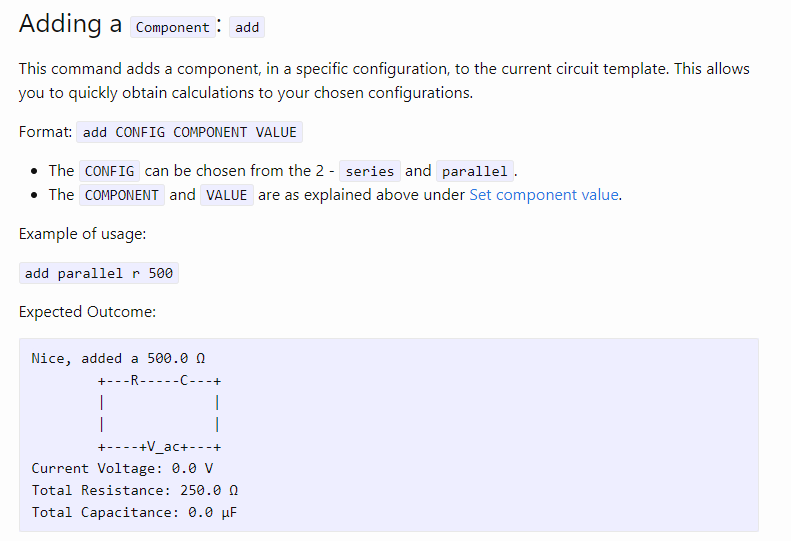 Adding a Component: add
This command adds a component, in a specific configuration, to the current circuit template. This allows
you to quickly obtain calculations to your chosen configurations.
Format: add CONFIG COMPONENT VALUE
• The CONFIG can be chosen from the 2 - series and parallel.
• The COMPONENT and VALUE are as explained above under Set component value.
Example of usage:
add parallel r 500
Expected Outcome:
Nice, added a 500.0 Ω
        +---R-----C---+
        |             |
        |             |
        +----+V_ac+---+
Current Voltage: 0.0 V
Total Resistance: 250.0 Ω
Total Capacitance: 0.0 µF